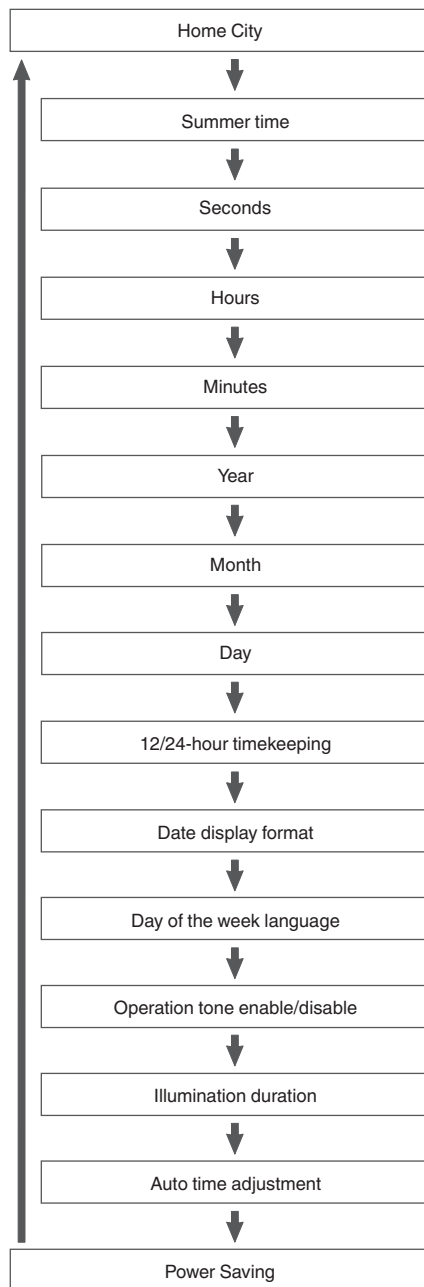 Home City
Summer time
Seconds
Hours
Minutes
Year
Month
Day
12/24-hour timekeeping
Date display format
Day of the week language
Operation tone enable/disable
Illumination duration
Auto time adjustment
Power Saving